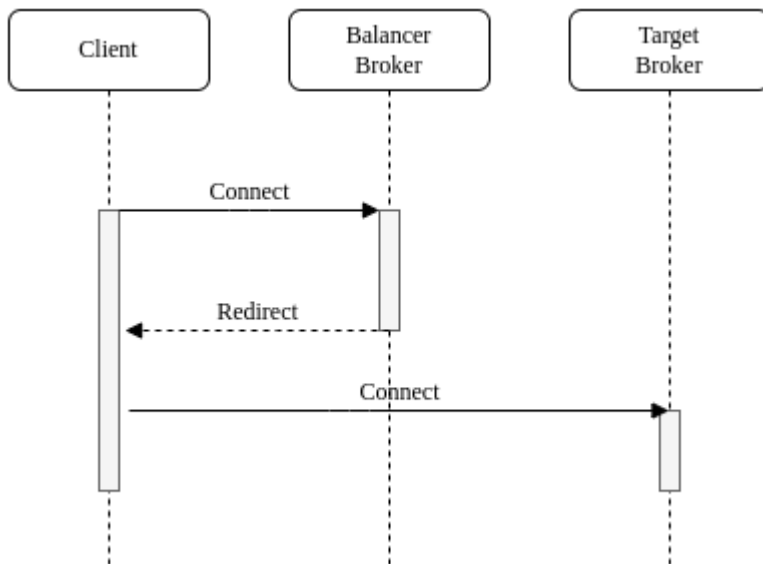 Client
Balancer
Broker
Target
Broker
Connect
Redirect
Connect